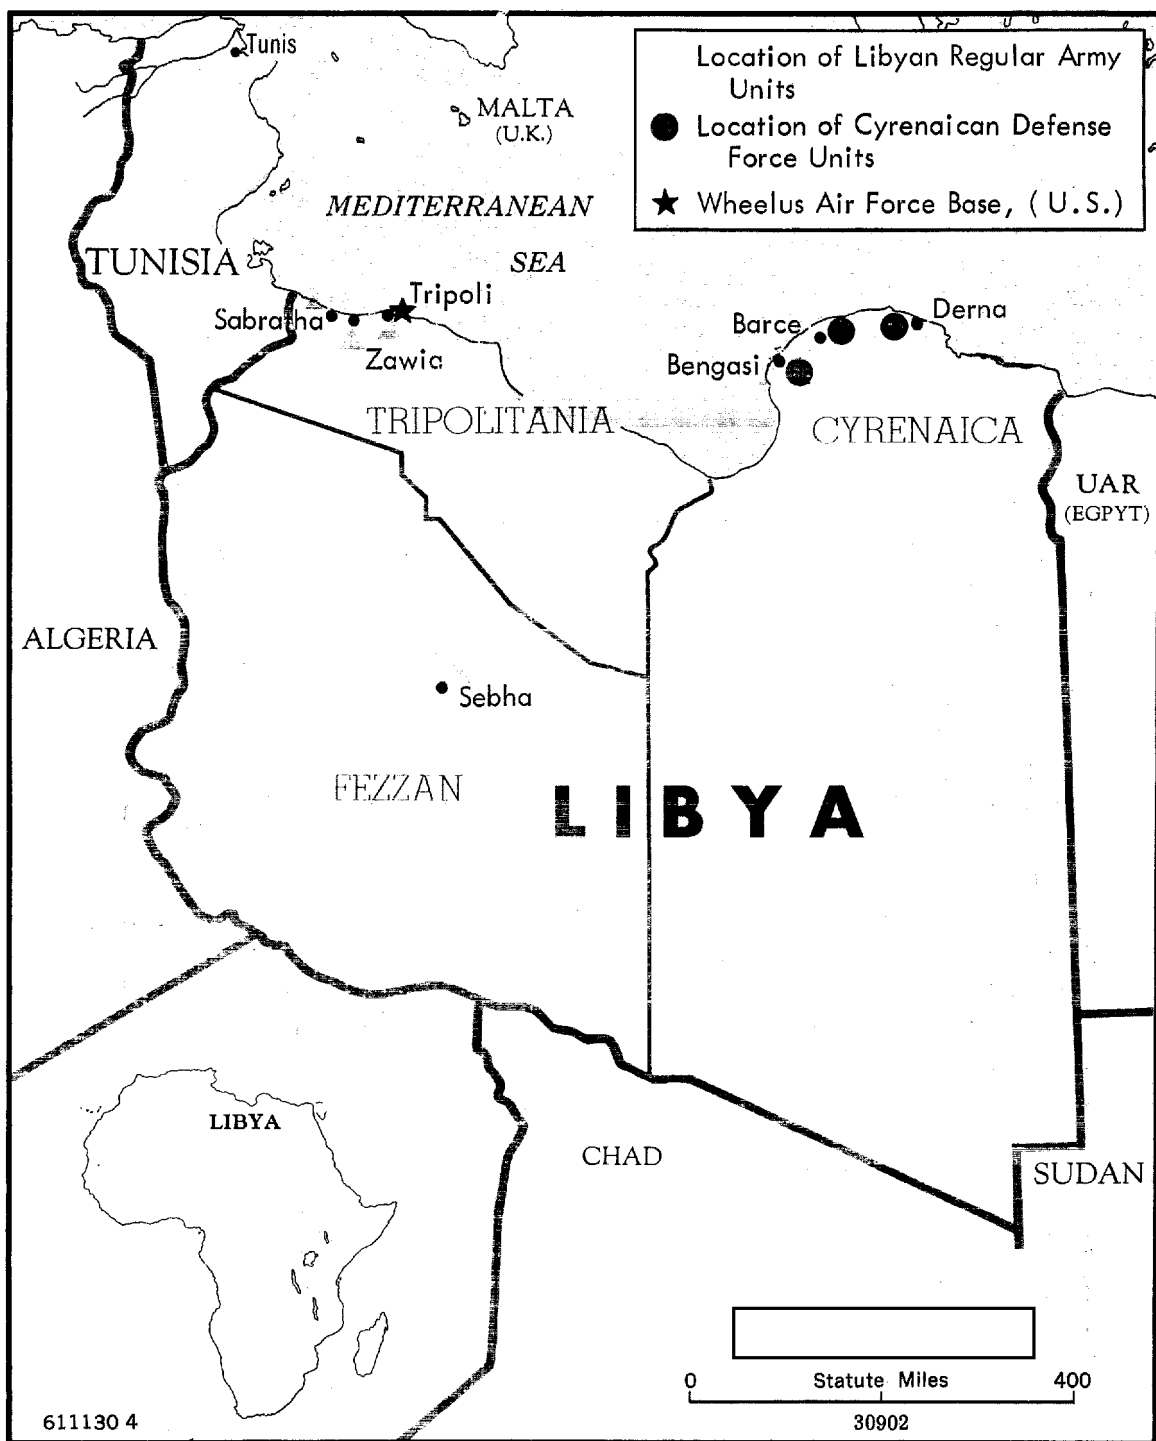 Tunis
Location of Libyan Regular Army
Units
Location of Cyrenaican Defense
Force Units
Wheelus Air Force Base, (U.S.)
MALTA
(U.K.)
MEDITERRANEAN
SEA
TUNISIA
Tripoli
Sabratha
Zawia
Derna
Barce
Bengasi
TRIPOLITANIA
CYRENAICA
UAR
(EGPYT)
ALGERIA
Sebha
FEZZAN
LIBYA
LIBYA
CHAD
SUDAN
0 Statute Miles 400
611130 4
30902